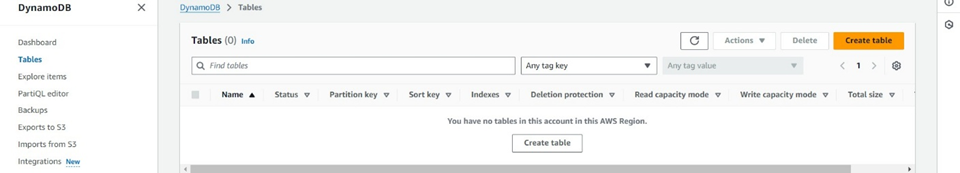 DynamoDB
DynamoDB > Tables
Dashboard
Tables
Explore items
PartiQL editor
Backups
Exports to S3
Imports from S3
Integrations New
Tables (0) Info
Actions
Delete
Create table
Find tables
Any tag key
Any tag value
1
Name Status Partition key Sort key Indexes Deletion protection Read capacity mode Write capacity mode Total size
You have no tables in this account in this AWS Region.
Create table